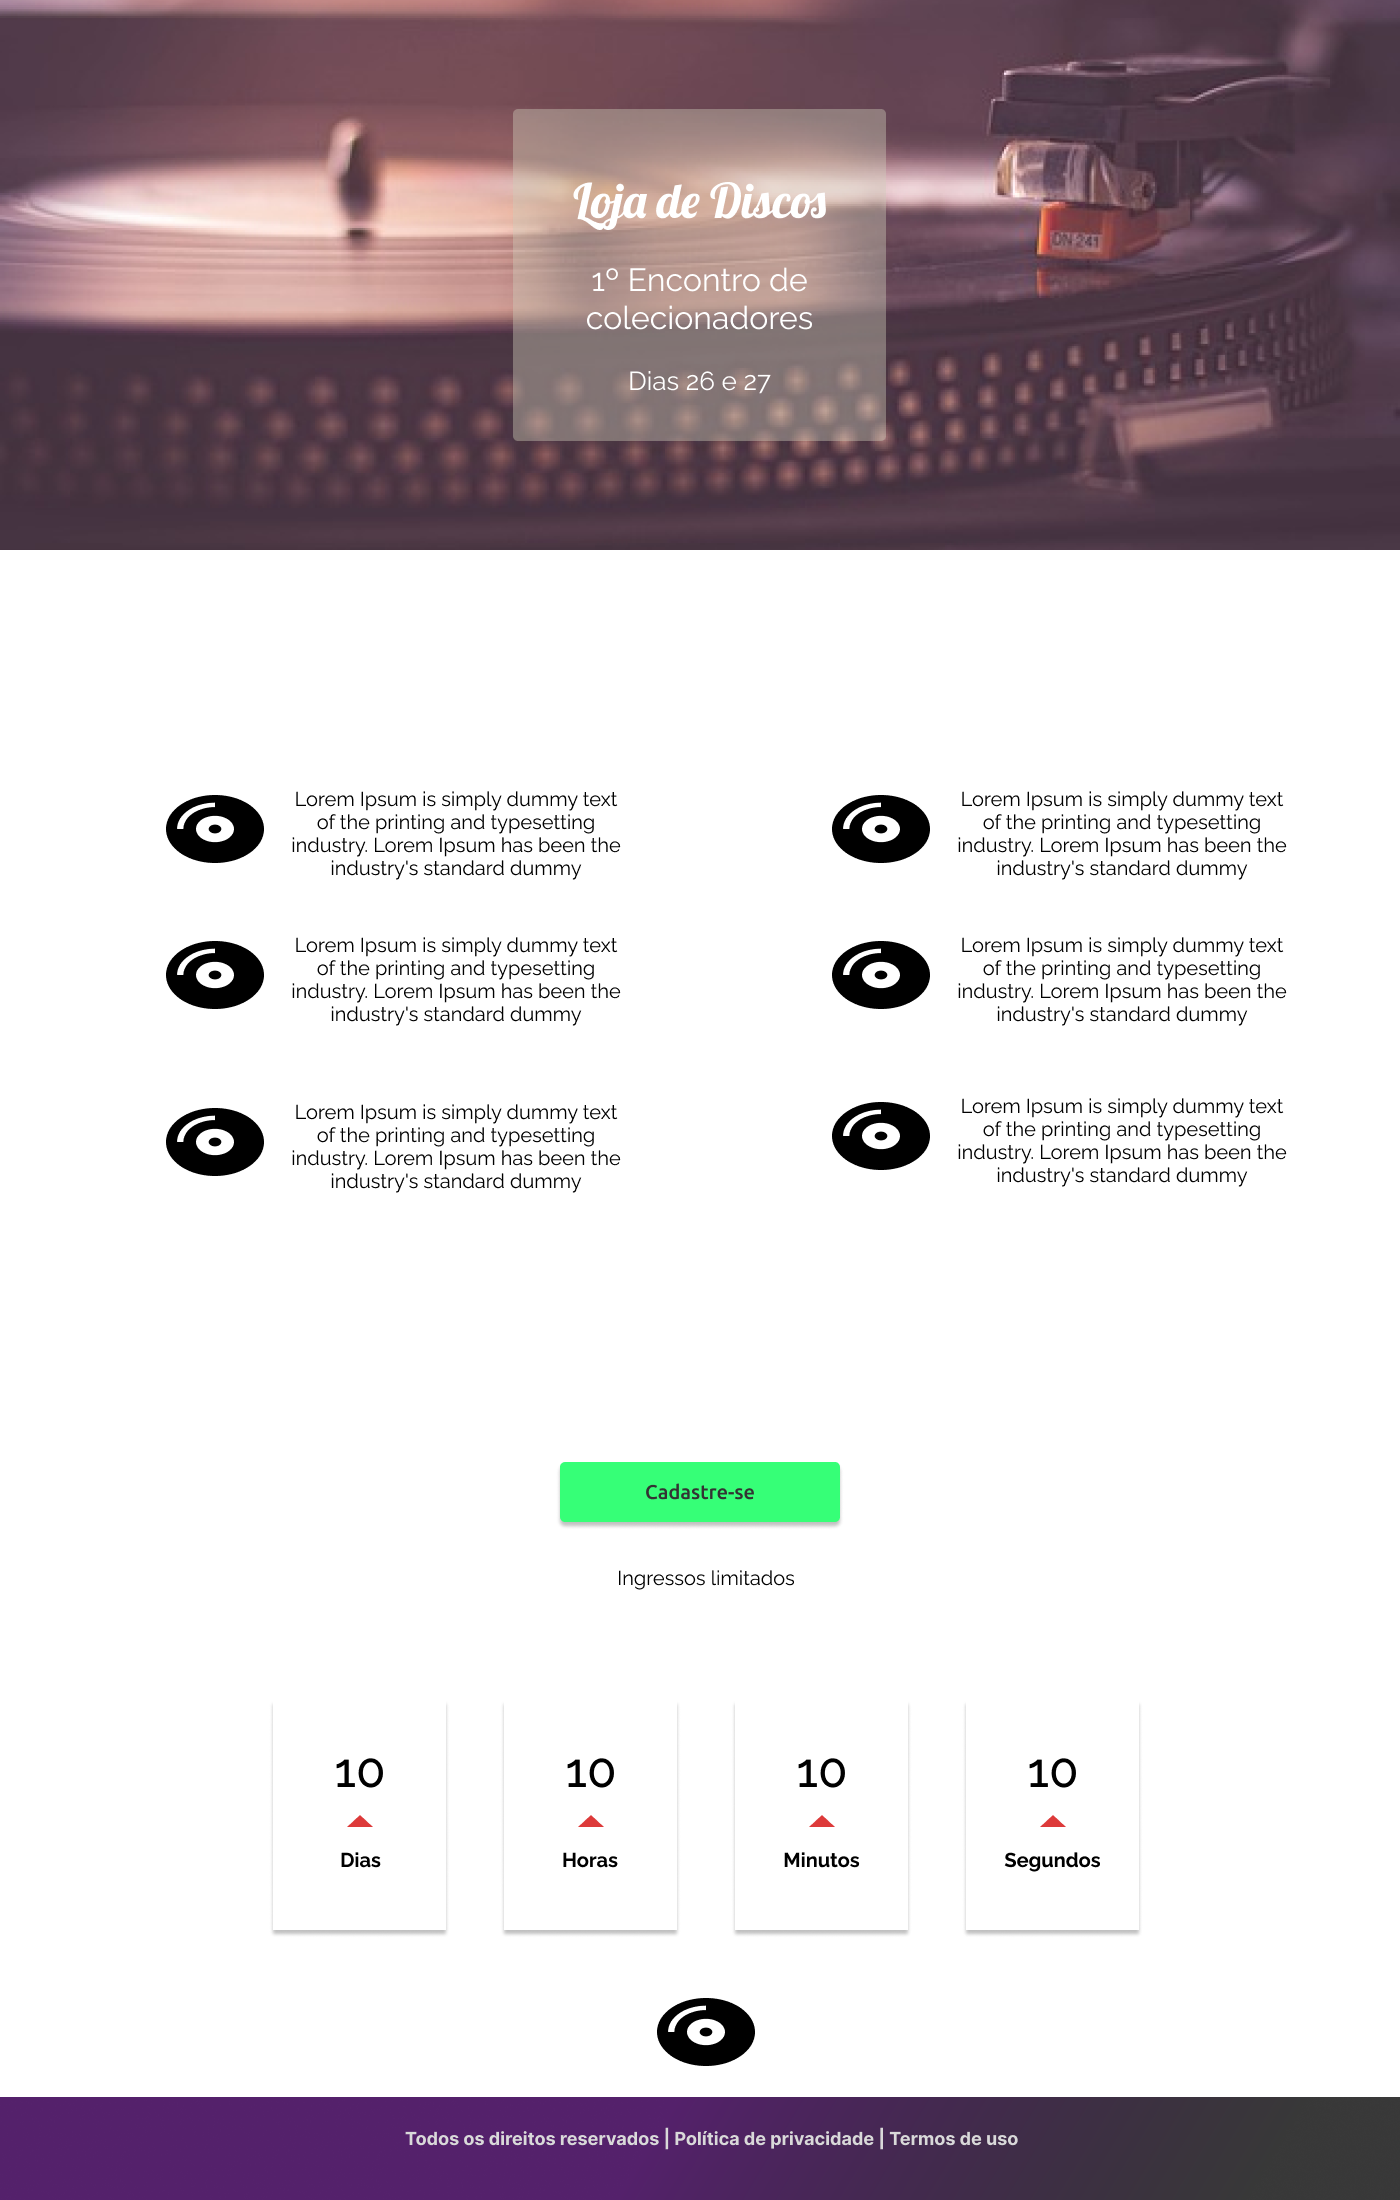 Loja de Discos
1º Encontro de
colecionadores
Dias 26 e 27
DN-241
Lorem Ipsum is simply dummy text
of the printing and typesetting
industry. Lorem Ipsum has been the
industry's standard dummy
Lorem Ipsum is simply dummy text
of the printing and typesetting
industry. Lorem Ipsum has been the
industry's standard dummy
Lorem Ipsum is simply dummy text
of the printing and typesetting
industry. Lorem Ipsum has been the
industry's standard dummy
Lorem Ipsum is simply dummy text
of the printing and typesetting
industry. Lorem Ipsum has been the
industry's standard dummy
Lorem Ipsum is simply dummy text
of the printing and typesetting
industry. Lorem Ipsum has been the
industry's standard dummy
Lorem Ipsum is simply dummy text
of the printing and typesetting
industry. Lorem Ipsum has been the
industry's standard dummy
Cadastre-se
Ingressos limitados
10
Dias
10
Horas
10
Minutos
10
Segundos
Todos os direitos reservados | Política de privacidade | Termos de uso